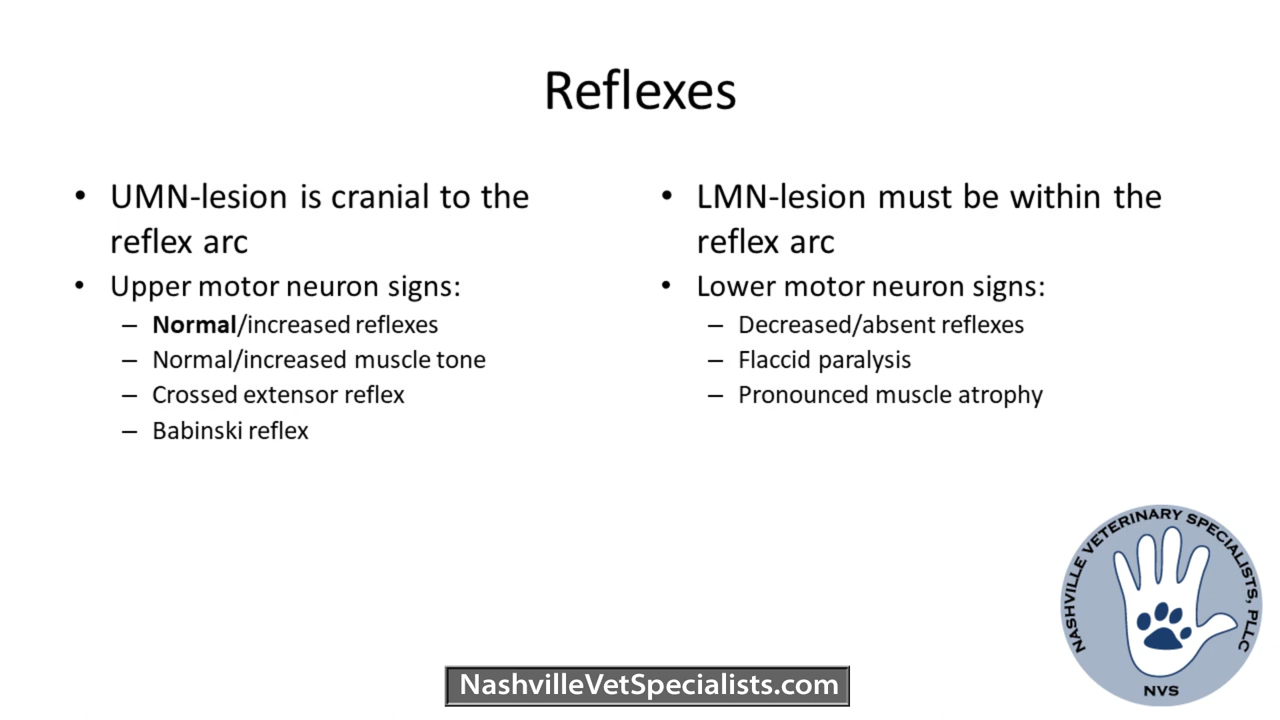 Reflexes
• UMN-lesion is cranial to the
reflex arc
• Upper motor neuron signs:
– Normal/increased reflexes
– Normal/increased muscle tone
– Crossed extensor reflex
– Babinski reflex
• LMN-lesion must be within the
reflex arc
• Lower motor neuron signs:
– Decreased/absent reflexes
– Flaccid paralysis
– Pronounced muscle atrophy
NASHVILLE VETERINARY SPECIALISTS, PLLC
NVS
NashvilleVetSpecialists.com